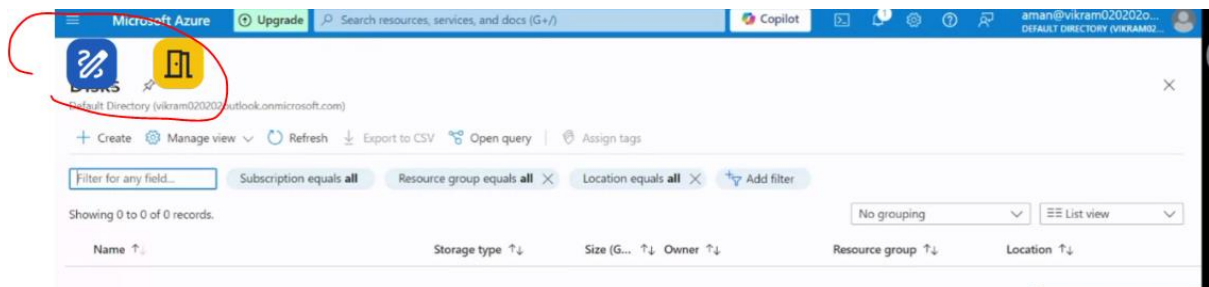 Microsoft Azure Upgrade Search resources, services, and docs (G+/) Copilot 1 aman@vikram020202o...
DEFAULT DIRECTORY (VIKRAM02...
Disks
Default Directory (vikram020202outlook.onmicrosoft.com)
Create Manage view Refresh Export to CSV Open query Assign tags
Filter for any field... Subscription equals all Resource group equals all Location equals all Add filter
Showing 0 to 0 of 0 records.
No grouping List view
Name Storage type Size (G... Owner Resource group Location